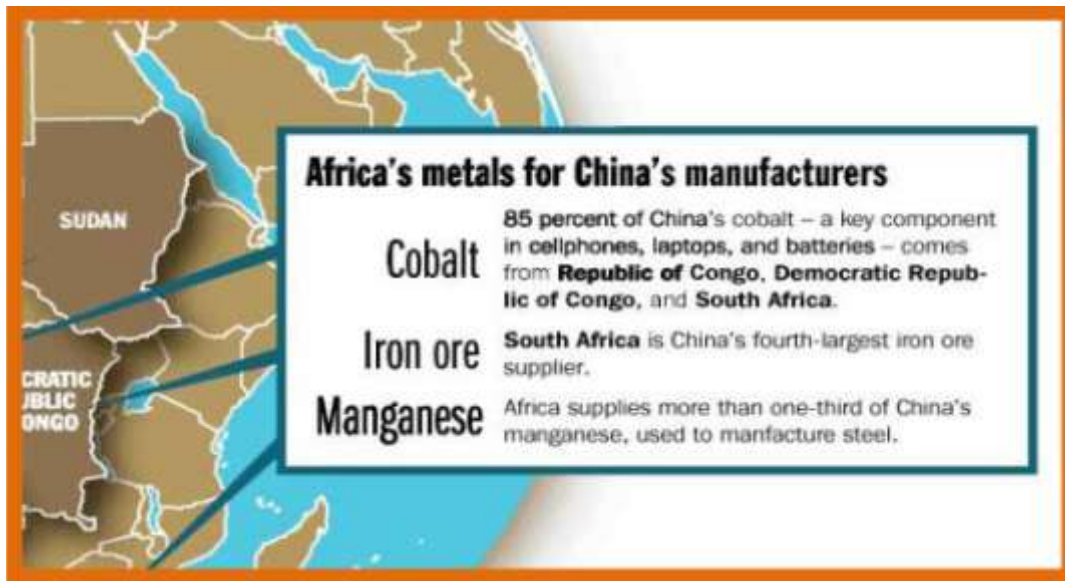 SUDAN
CRATIC
UBLIC
ONGO
Africa's metals for China's manufacturers
Cobalt
85 percent of China's cobalt – a key component
in cellphones, laptops, and batteries – comes
from Republic of Congo, Democratic Repub-
lic of Congo, and South Africa.
Iron ore
South Africa is China's fourth-largest iron ore
supplier.
Manganese
Africa supplies more than one-third of China's
manganese, used to manfacture steel.